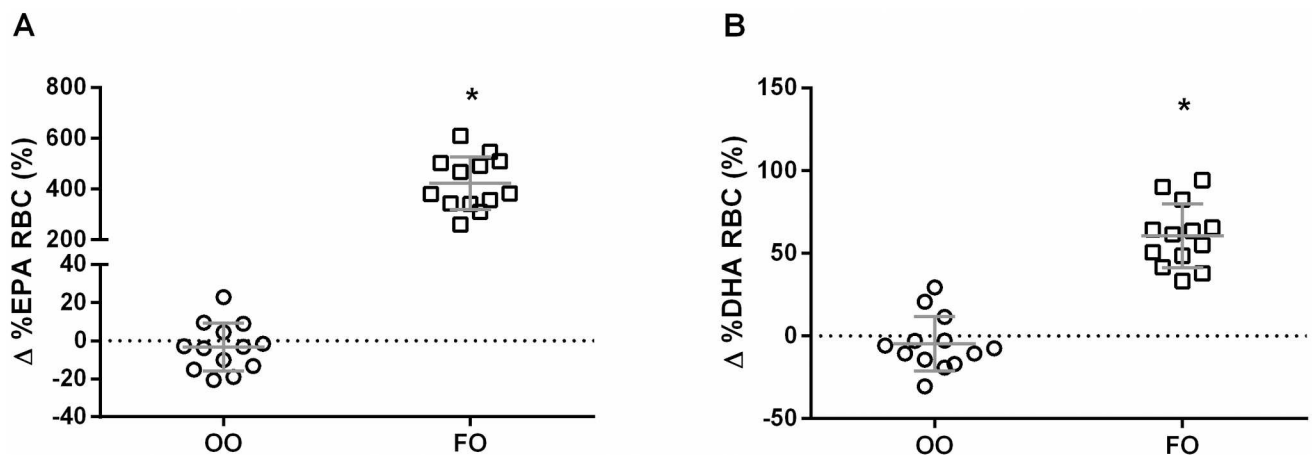 A
Δ %EPA RBC (%)
800
600
400
200
40
20
0
-20
-40
*
OO
FO
B
Δ %DHA RBC (%)
150
100
50
0
-50
*
OO
FO